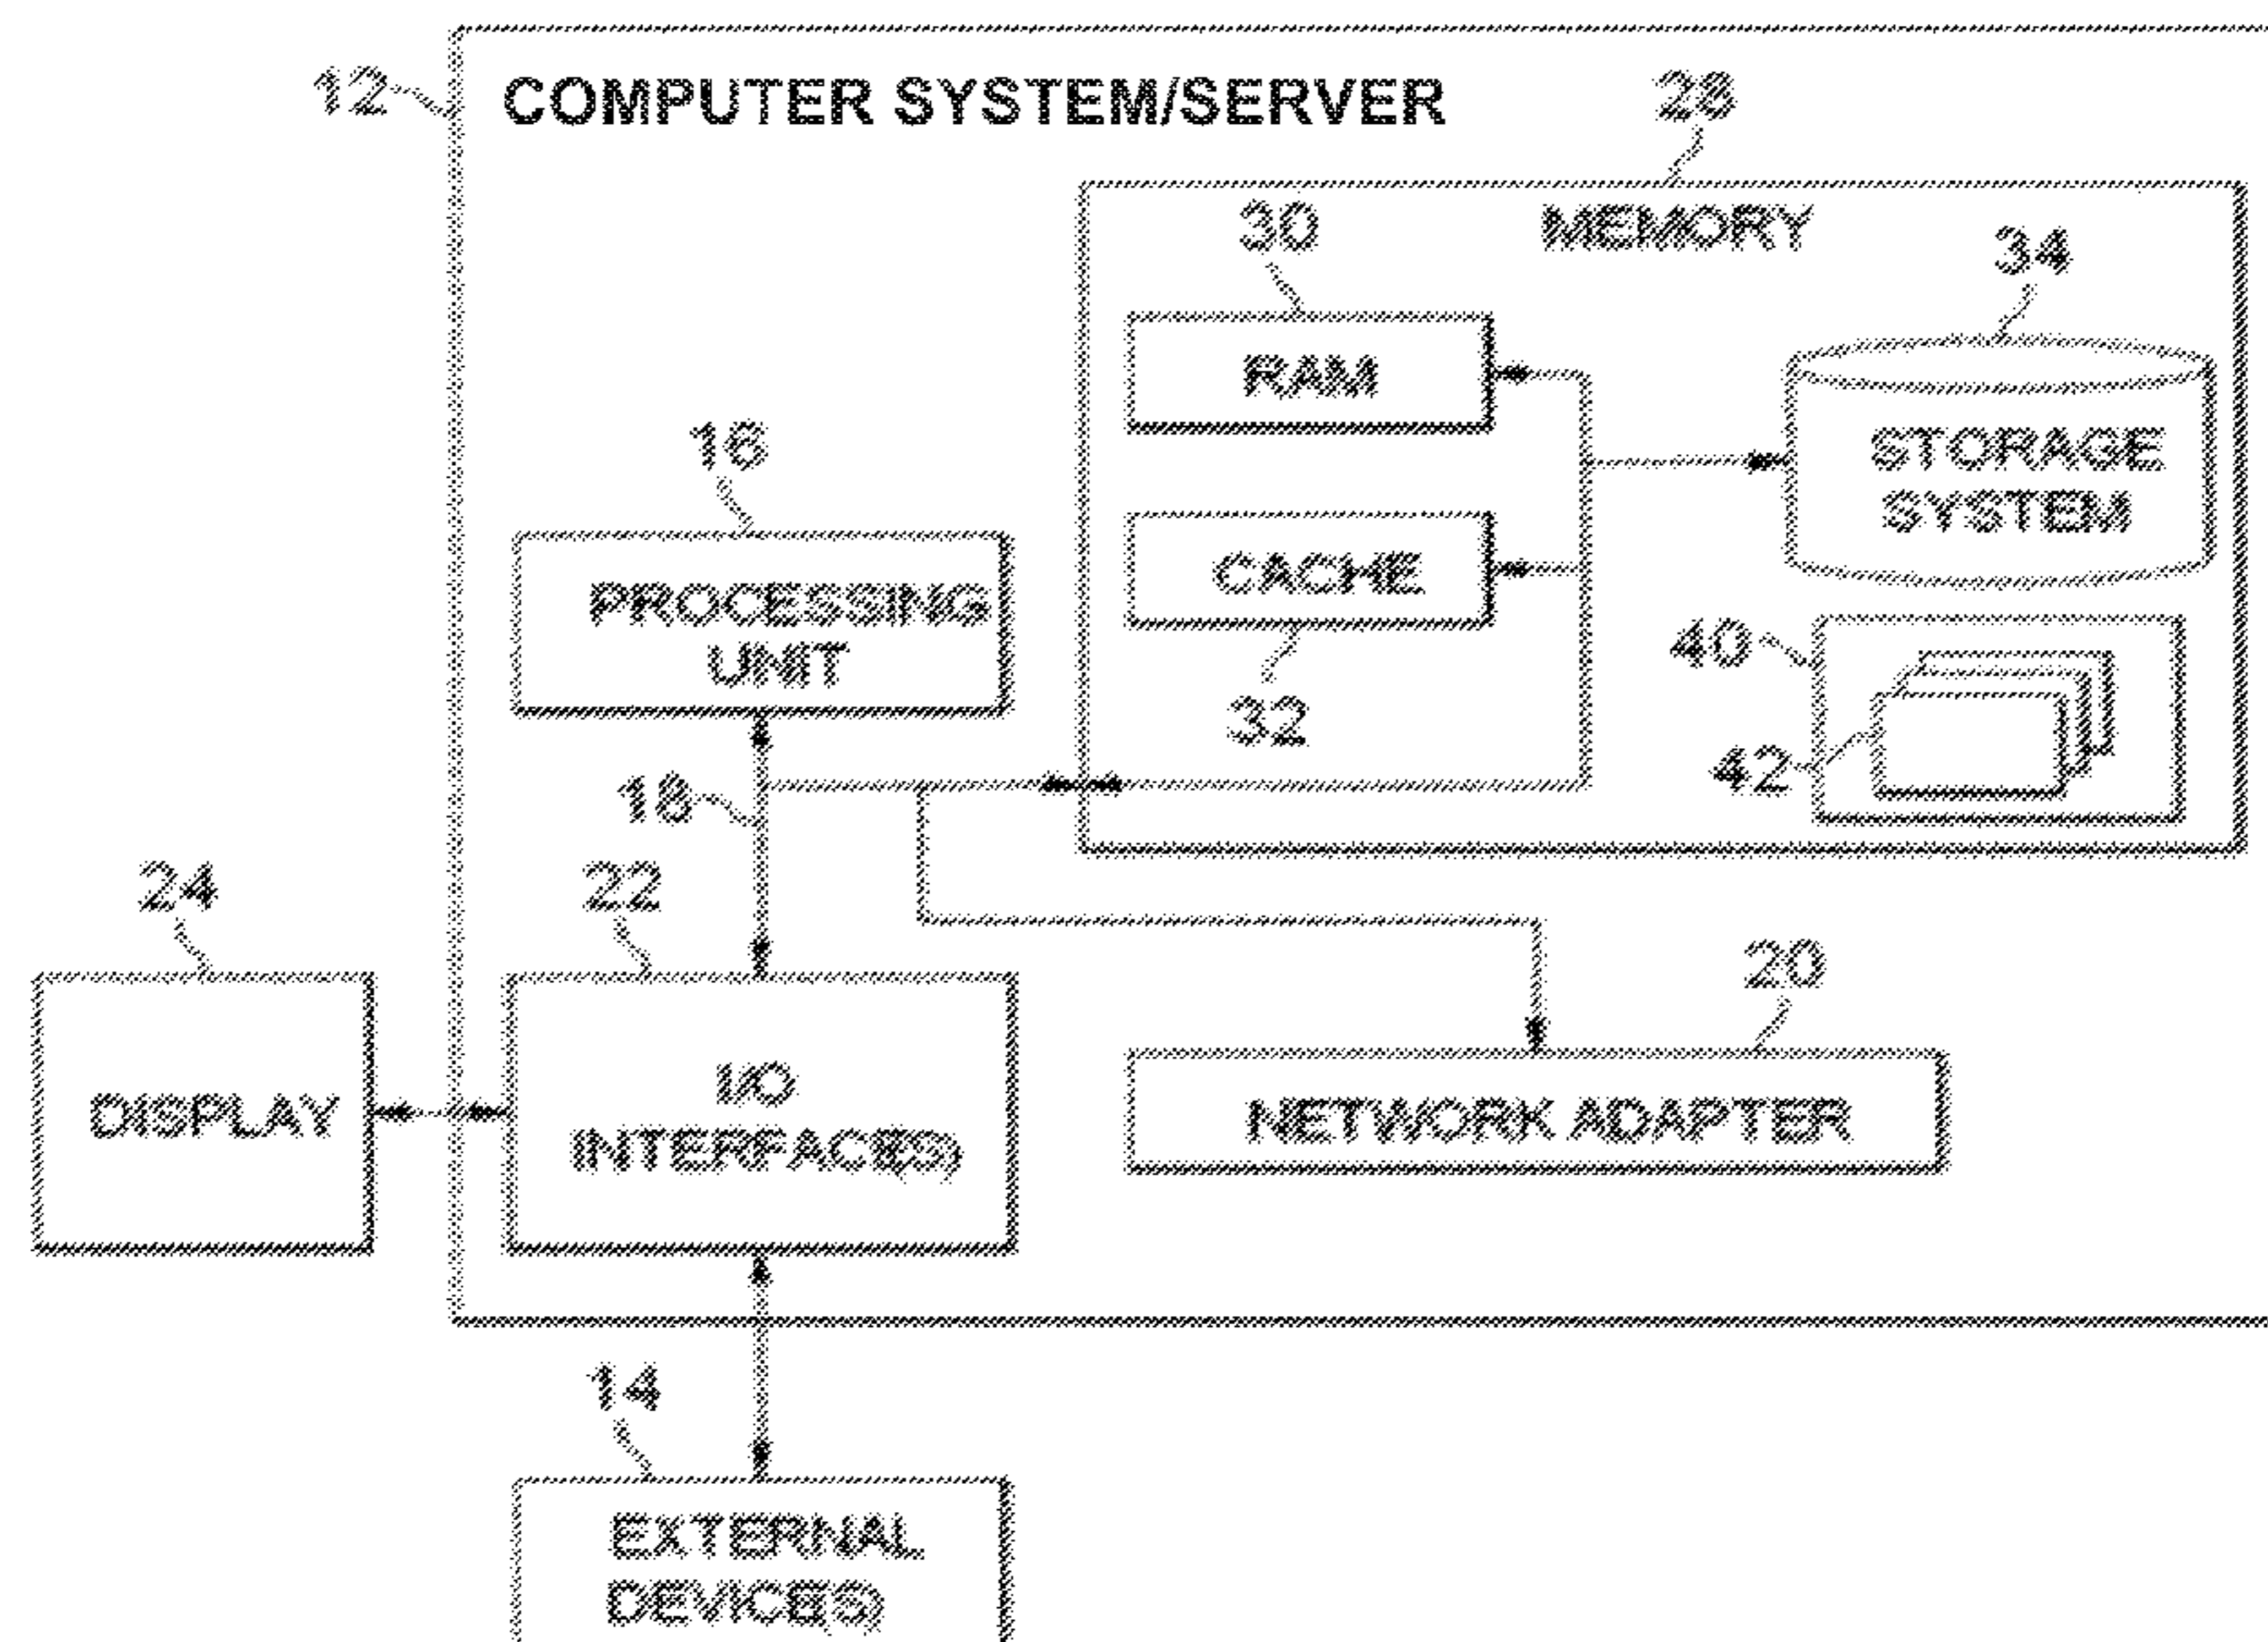 12
COMPUTER SYSTEM/SERVER
28
MEMORY
30
34
RAM
STORAGE
SYSTEM
16
PROCESSING
UNIT
CACHE
32
40
42
18
24
22
20
DISPLAY
I/O
INTERFACE(S)
NETWORK ADAPTER
14
EXTERNAL
DEVICE(S)